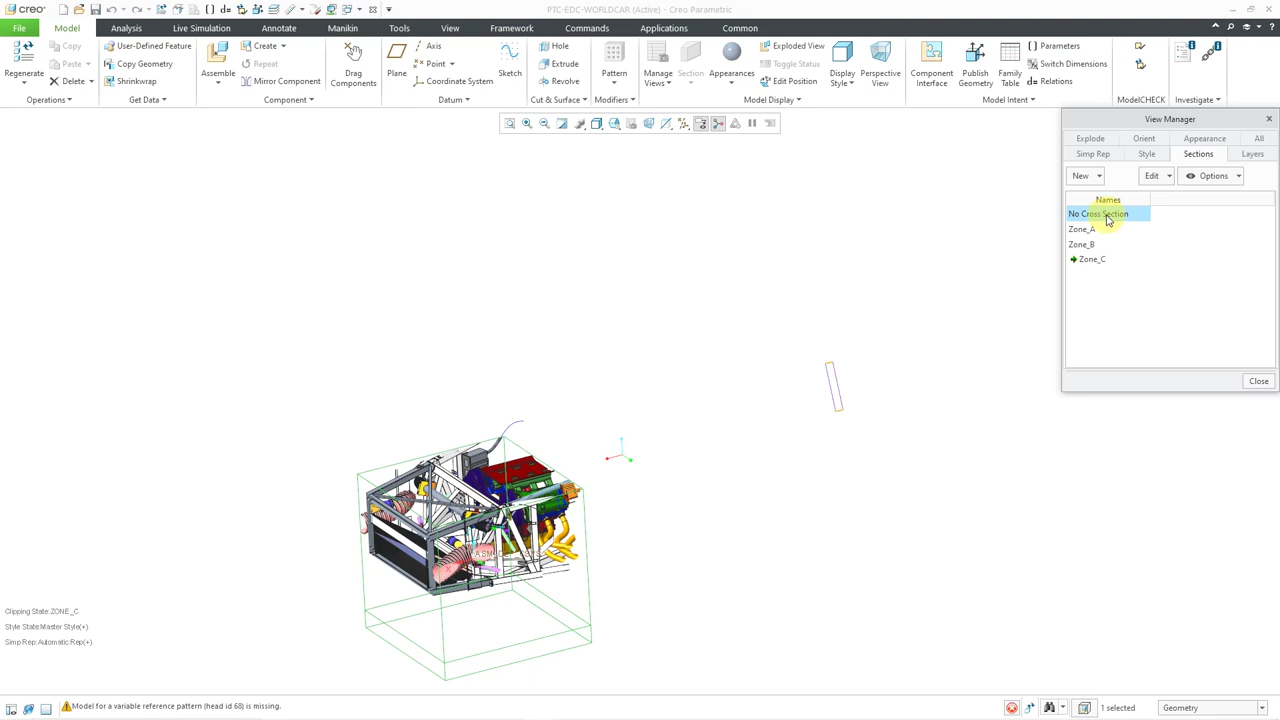 creo PTC-EDC-WORLDCAR (Active) - Creo Parametric
File Model Analysis Live Simulation Annotate Manikin Tools View Framework Commands Applications Common
Regenerate
Copy
Paste
Delete
Operations
User-Defined Feature
Copy Geometry
Shrinkwrap
Get Data
Assemble
Create
Repeat
Mirror Component
Component
Drag
Components
Plane
Axis
Point
Coordinate System
Sketch
Datum
Hole
Extrude
Revolve
Cut & Surface
Pattern
Modifiers
Manage
Views
Section
Appearances
Exploded View
Toggle Status
Edit Position
Display
Style
Perspective
View
Model Display
Component
Interface
Publish
Geometry
Family
Table
Parameters
Switch Dimensions
Relations
Model Intent
ModelCHECK
Investigate
View Manager
Explode Orient Appearance All
Simp Rep Style Sections Layers
New Edit Options
Names
No Cross Section
Zone_A
Zone_B
Zone_C
Close
Clipping State:ZONE_C
Style State:Master Style(+)
Simp Rep:Automatic Rep(+)
Model for a variable reference pattern (head id 68) is missing.
1 selected
Geometry